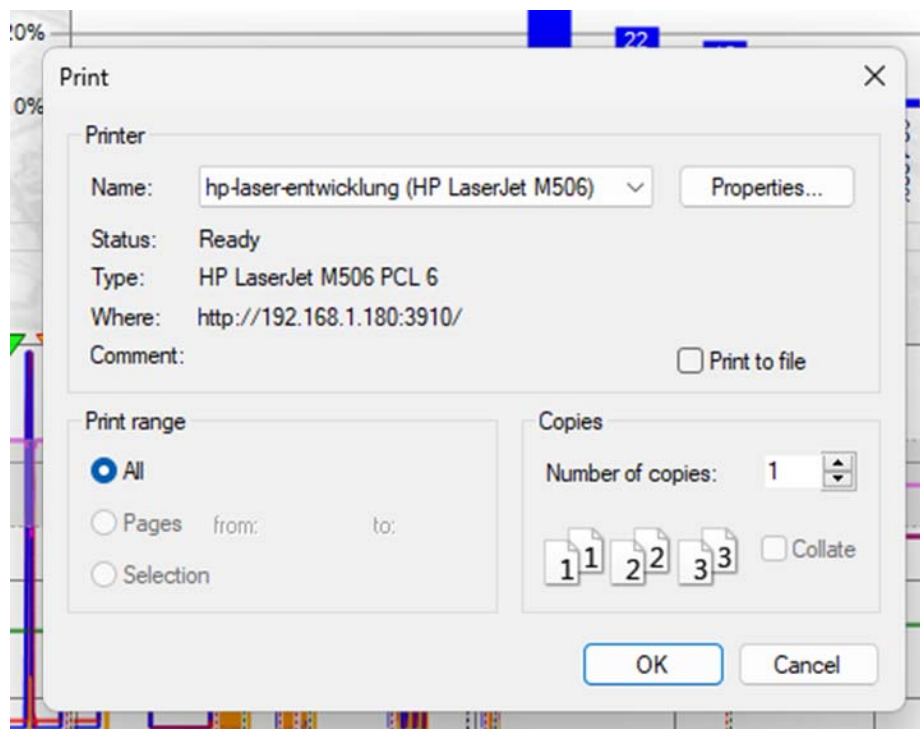 20%
22
0%
Print
Printer
Name: hp-laser-entwicklung (HP LaserJet M506) Properties...
Status: Ready
Type: HP LaserJet M506 PCL 6
Where: http://192.168.1.180:3910/
Comment:
Print to file
Print range
All
Pages from: to:
Selection
Copies
Number of copies: 1
1 1 2 2 3 3
Collate
OK Cancel